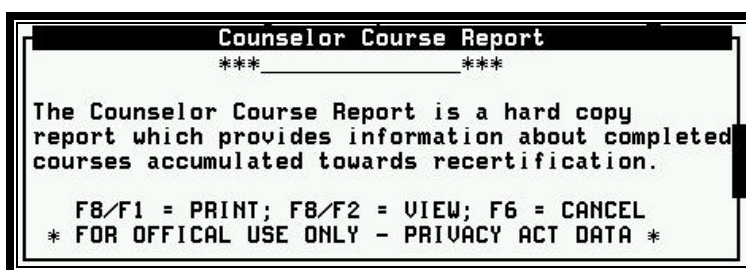 Counselor Course Report
***_________________***
The Counselor Course Report is a hard copy
report which provides information about completed
courses accumulated towards recertification.
F8/F1 = PRINT; F8/F2 = VIEW; F6 = CANCEL
* FOR OFFICAL USE ONLY - PRIVACY ACT DATA *